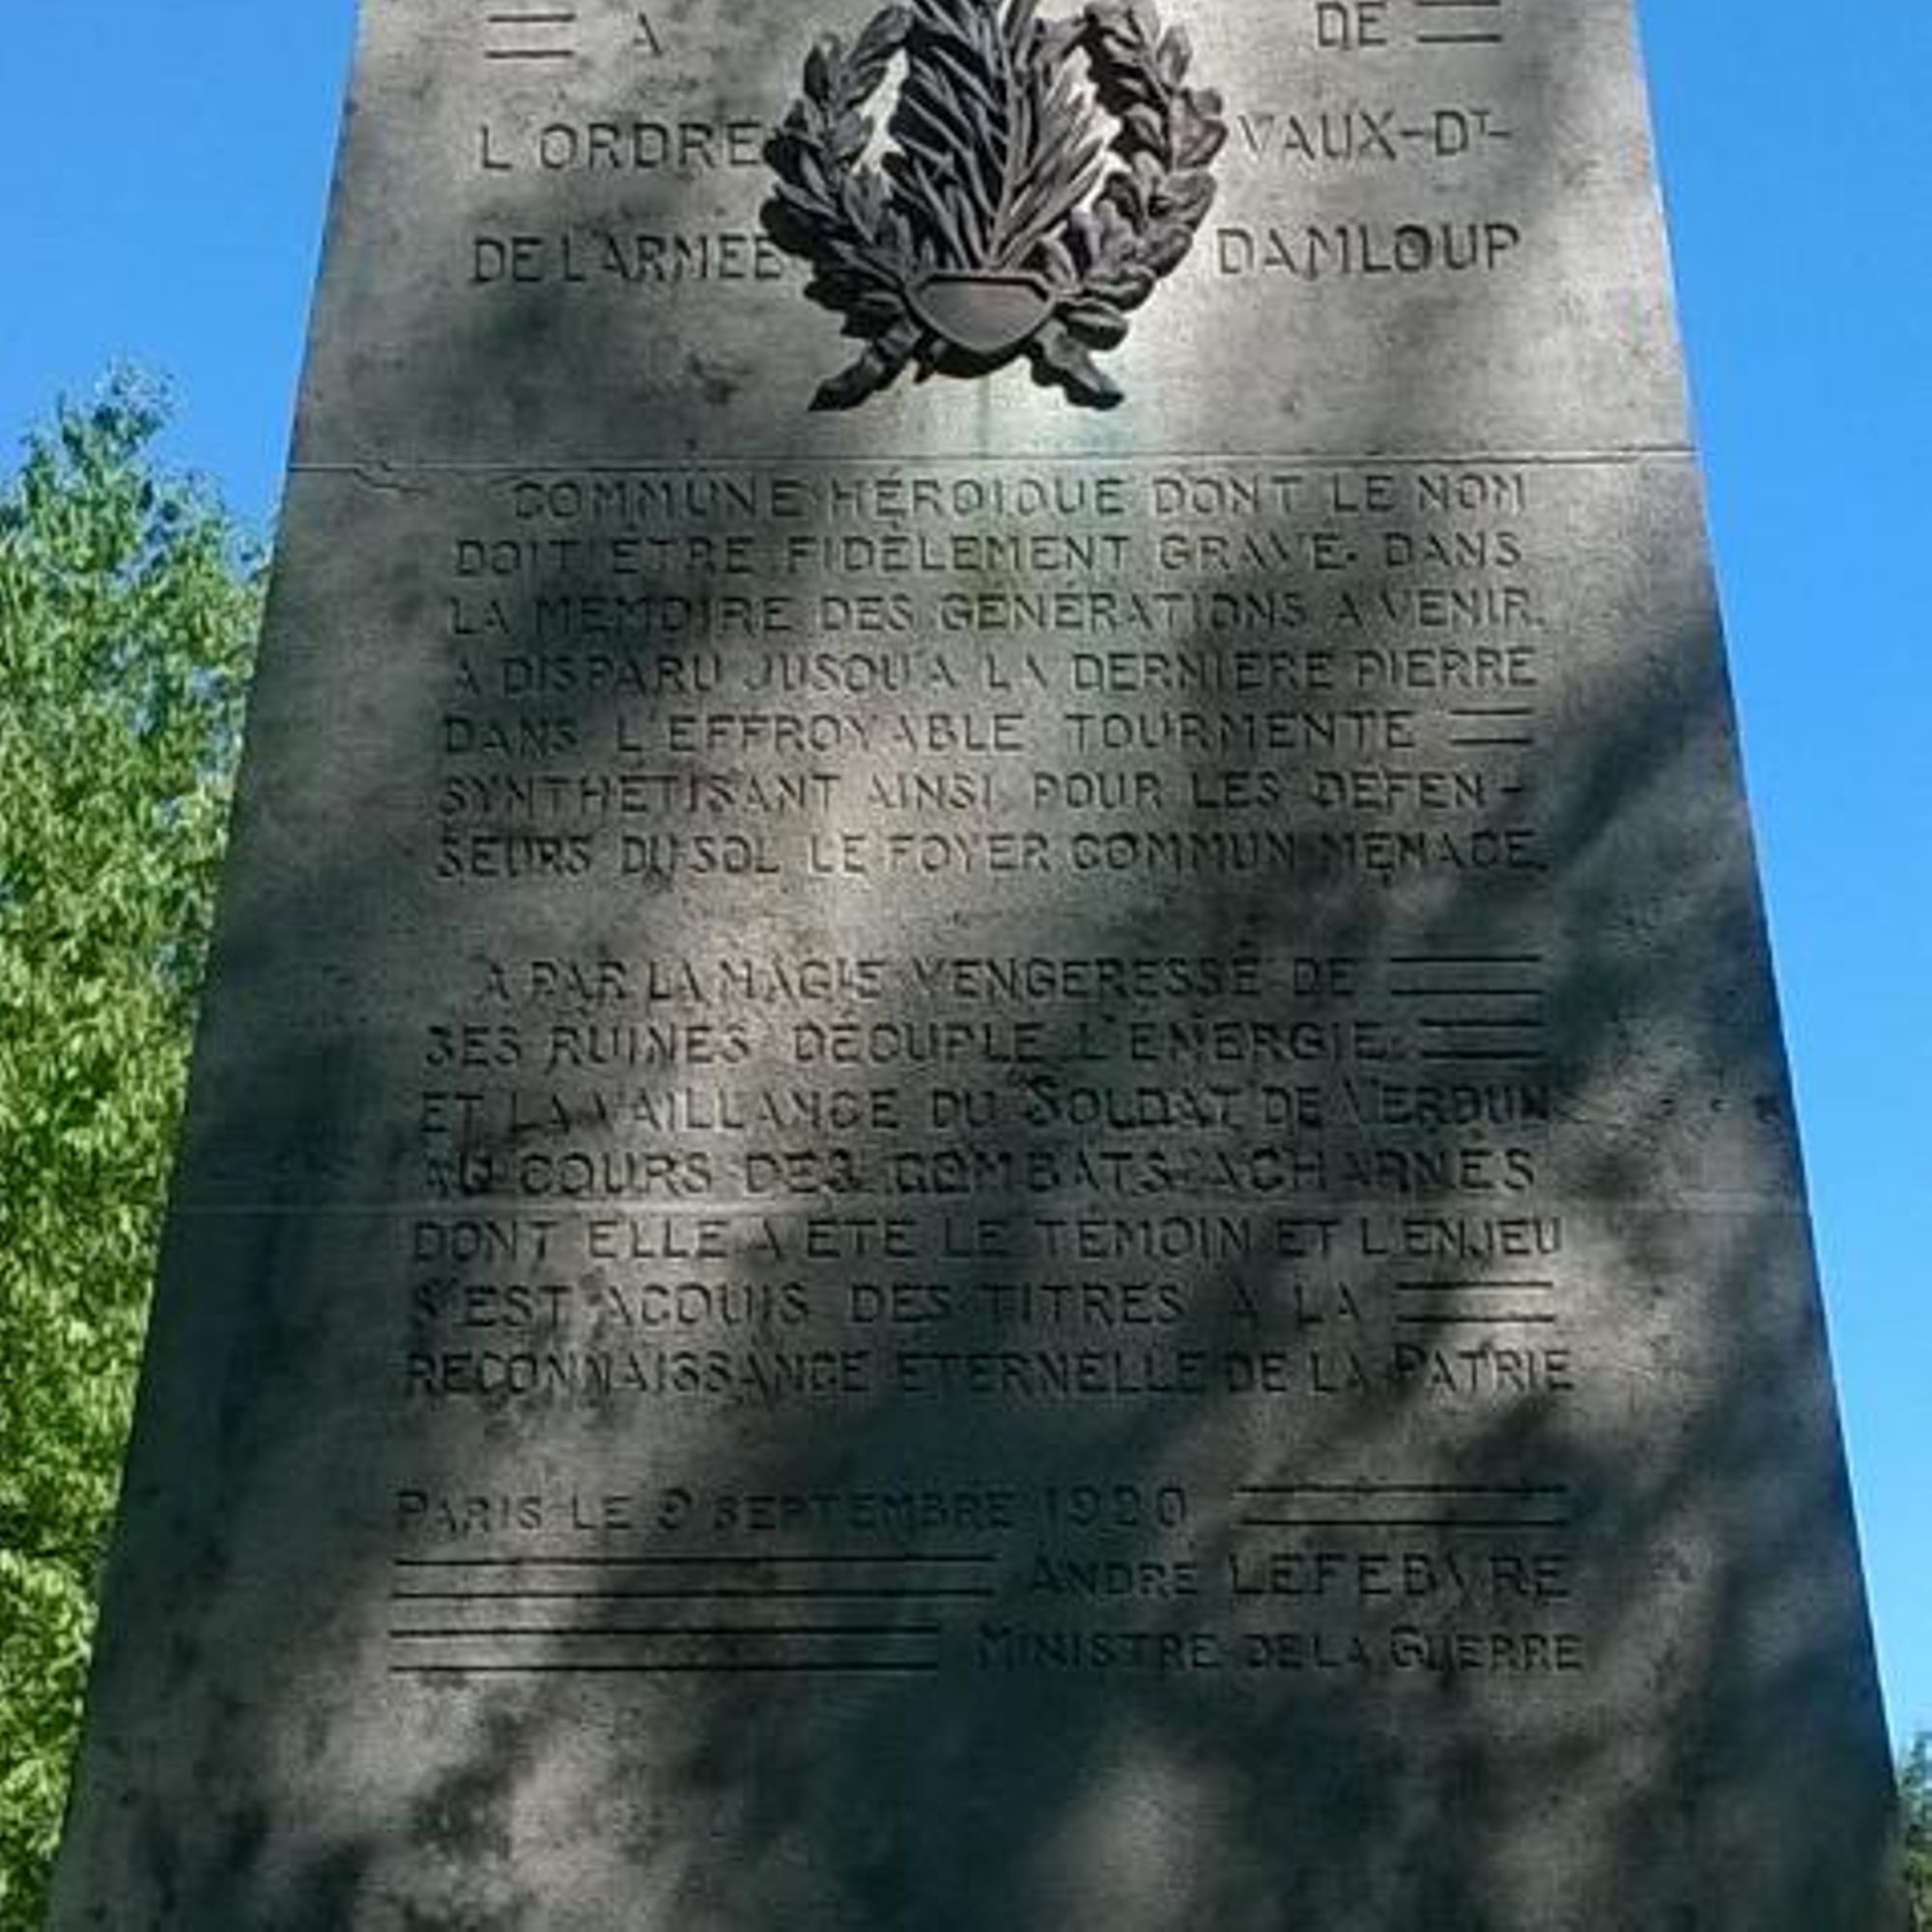 A
L'ORDRE
DE L'ARMÉE
DE
VAUX-Dᵀ-
DAMLOUP
COMMUNE HÉROIQUE DONT LE NOM
DOIT ÊTRE FIDÈLEMENT GRAVÉ DANS
LA MÉMOIRE DES GÉNÉRATIONS A VENIR.
A DISPARU JUSQU'A LA DERNIÈRE PIERRE
DANS L'EFFROYABLE TOURMENTE
SYNTHÉTISANT AINSI POUR LES DÉFEN-
SEURS DU SOL LE FOYER COMMUN MENACÉ.
A PAR LA MAGIE VENGERESSE DE
SES RUINES DÉCUPLÉ L'ÉNERGIE
ET LA VAILLANCE DU SOLDAT DE VERDUN
AU COURS DES COMBATS ACHARNÉS
DONT ELLE A ÉTÉ LE TÉMOIN ET L'ENJEU
S'EST ACQUIS DES TITRES A LA
RECONNAISSANCE ÉTERNELLE DE LA PATRIE
PARIS LE 9 SEPTEMBRE 1920
ANDRÉ LEFEBVRE
MINISTRE DE LA GUERRE